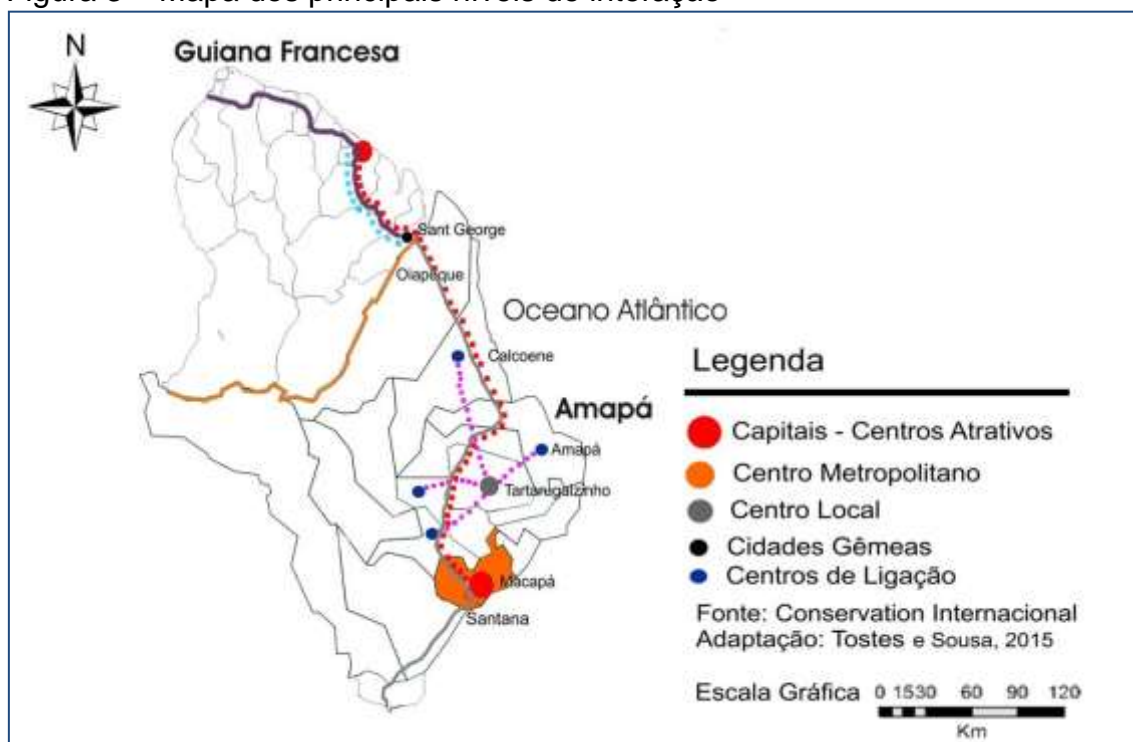 N
Guiana Francesa
Sant George
Oiapeque
Oceano Atlântico
Calcoene
Amapá
Amapá
Tartarugalzinho
Macapá
Santana
Legenda
Capitais - Centros Atrativos
Centro Metropolitano
Centro Local
Cidades Gêmeas
Centros de Ligação
Fonte: Conservation Internacional
Adaptação: Tostes e Sousa, 2015
Escala Gráfica 0 1530 60 90 120
Km